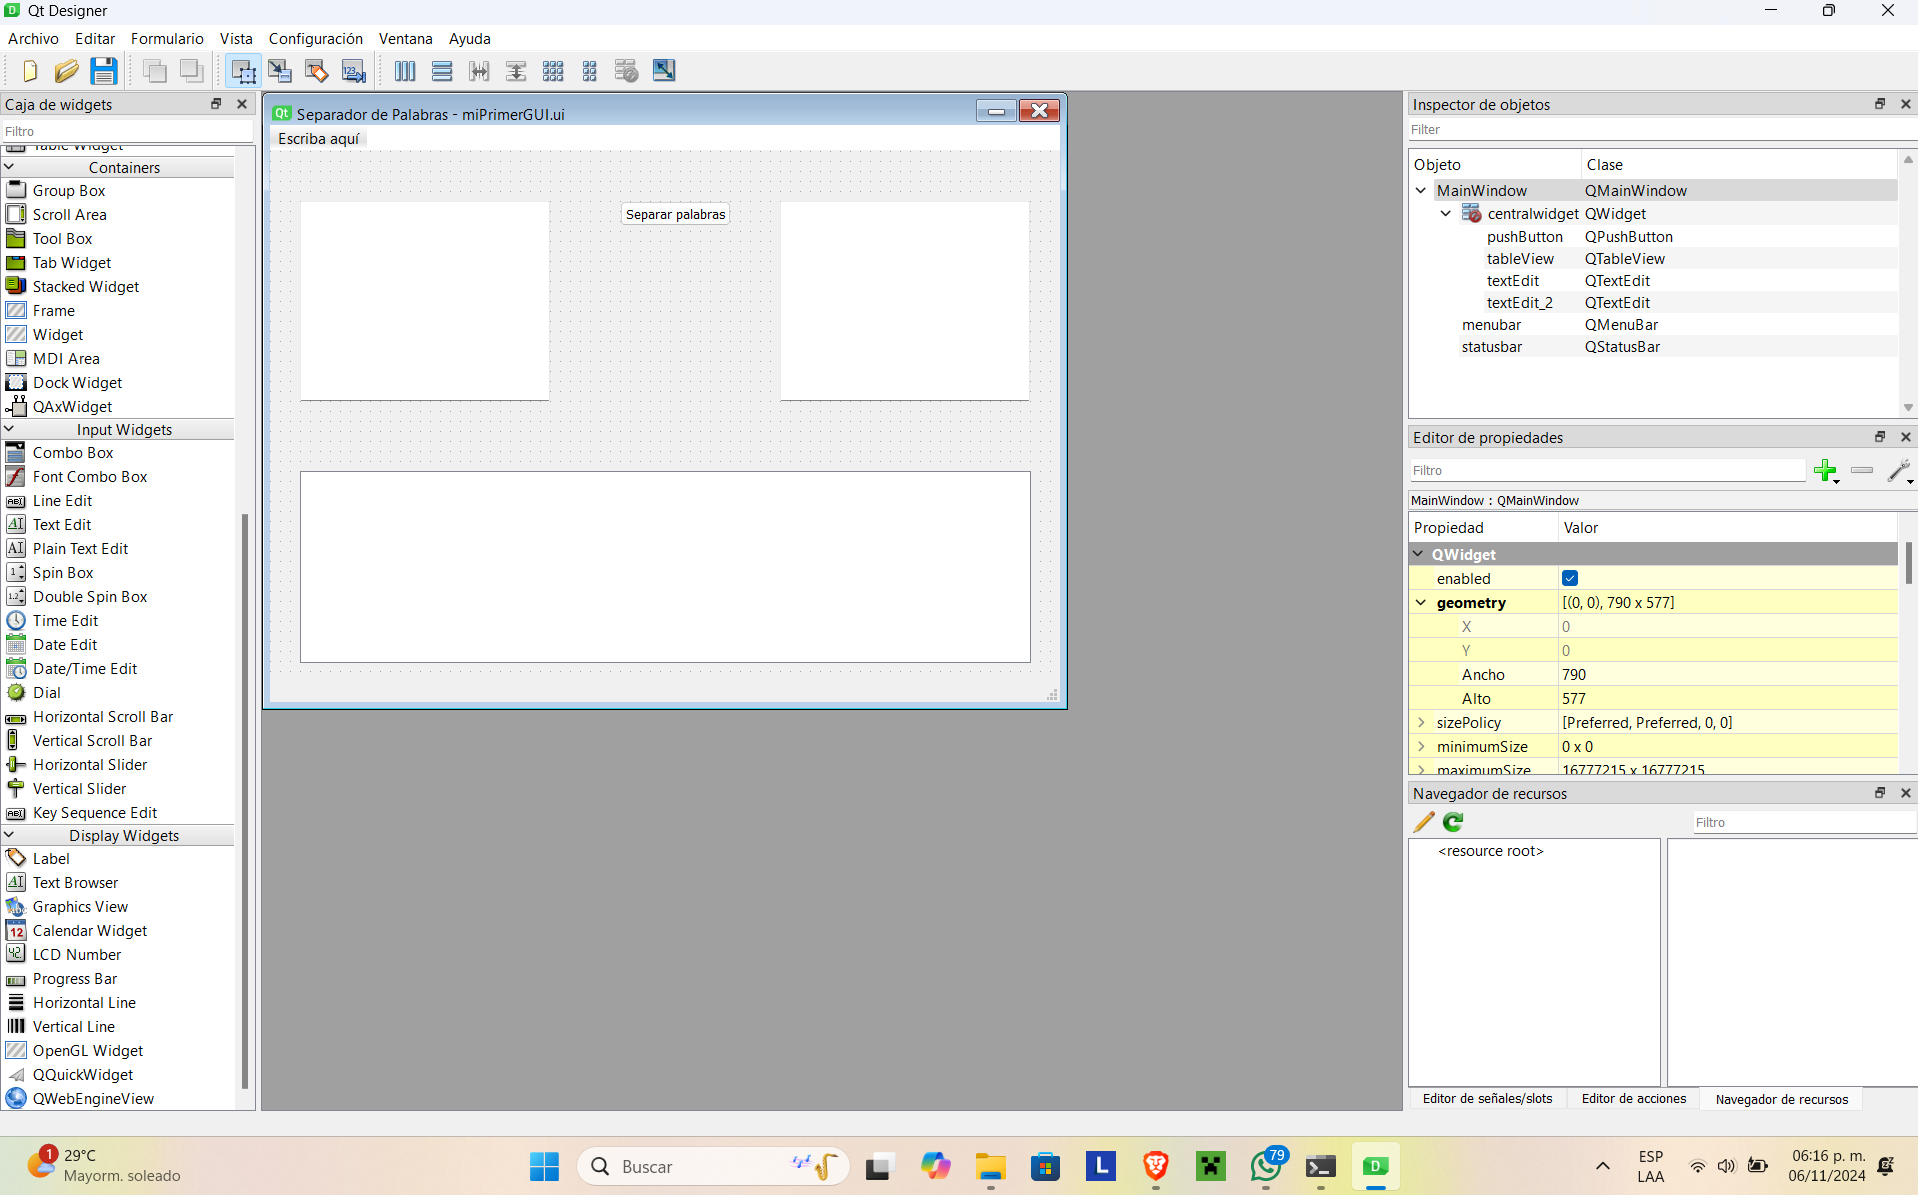 Qt Designer
Archivo Editar Formulario Vista Configuración Ventana Ayuda
Caja de widgets
Filtro
Table Widget
Containers
Group Box
Scroll Area
Tool Box
Tab Widget
Stacked Widget
Frame
Widget
MDI Area
Dock Widget
QAxWidget
Input Widgets
Combo Box
Font Combo Box
Line Edit
Text Edit
Plain Text Edit
Spin Box
Double Spin Box
Time Edit
Date Edit
Date/Time Edit
Dial
Horizontal Scroll Bar
Vertical Scroll Bar
Horizontal Slider
Vertical Slider
Key Sequence Edit
Display Widgets
Label
Text Browser
Graphics View
Calendar Widget
LCD Number
Progress Bar
Horizontal Line
Vertical Line
OpenGL Widget
QQuickWidget
QWebEngineView
Separador de Palabras - miPrimerGUI.ui
Escriba aquí
Separar palabras
Inspector de objetos
Filter
Objeto Clase
MainWindow QMainWindow
centralwidget QWidget
pushButton QPushButton
tableView QTableView
textEdit QTextEdit
textEdit_2 QTextEdit
menubar QMenuBar
statusbar QStatusBar
Editor de propiedades
Filtro
MainWindow : QMainWindow
Propiedad Valor
QWidget
enabled
geometry [(0, 0), 790 x 577]
X 0
Y 0
Ancho 790
Alto 577
sizePolicy [Preferred, Preferred, 0, 0]
minimumSize 0 x 0
maximumSize 16777215 x 16777215
Navegador de recursos
Filtro
<resource root>
Editor de señales/slots Editor de acciones Navegador de recursos
1
29°C
Mayorm. soleado
Buscar
L
79
D
ESP
LAA
06:16 p. m.
06/11/2024